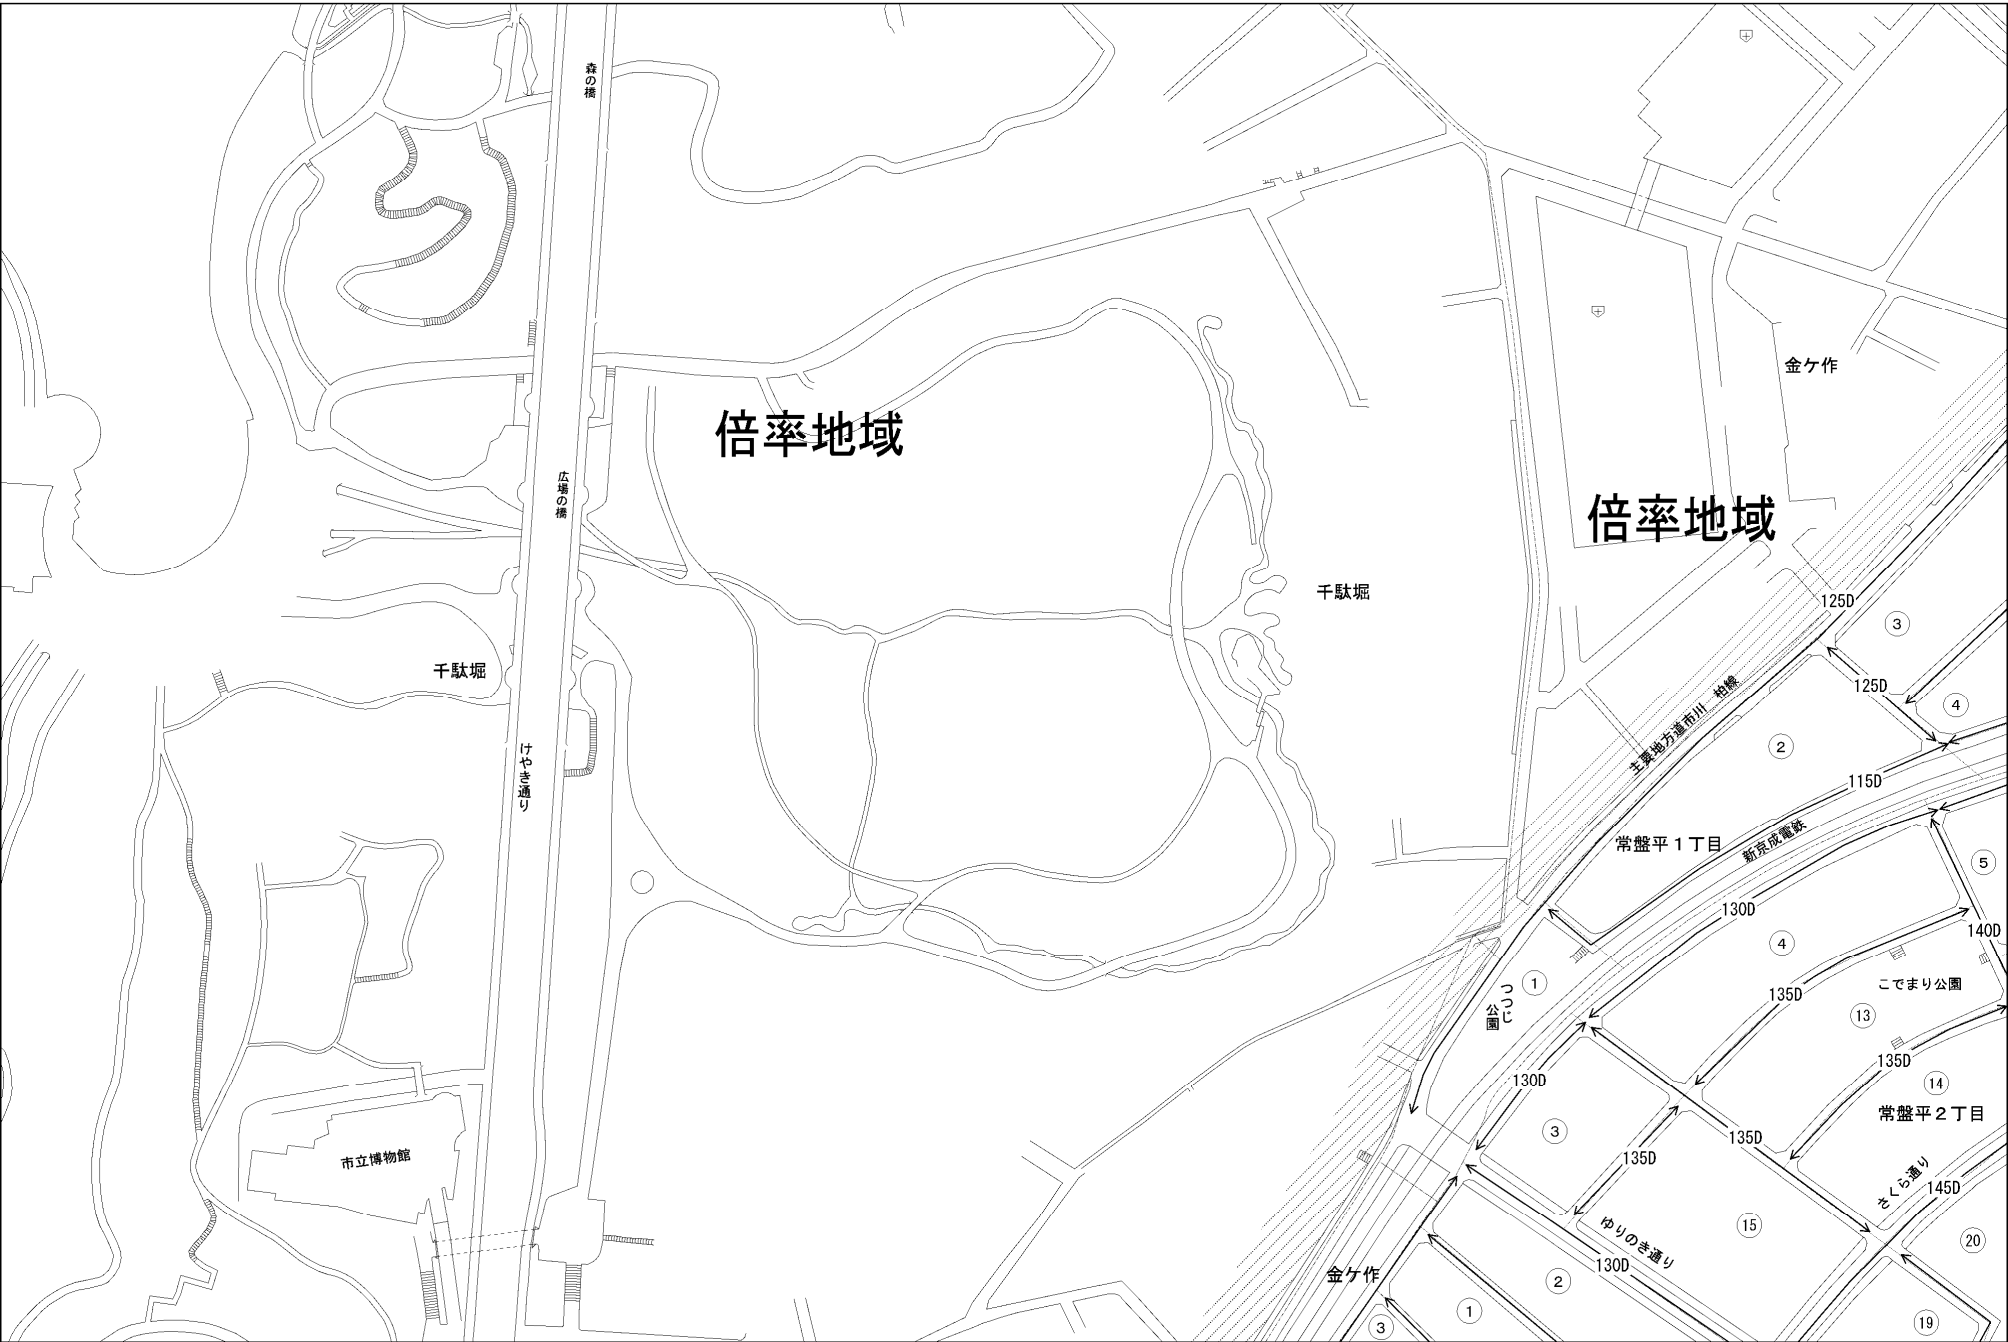 森の橋
金ケ作
倍率地域
広場の橋
倍率地域
千駄堀
125D
3
千駄堀
125D
主要地方道市川　柏線
4
2
けやき通り
115D
常盤平１丁目
新京成電鉄
5
130D
140D
4
1
つつじ
公園
こでまり公園
135D
13
135D
130D
14
常盤平２丁目
3
135D
135D
市立博物館
さくら通り
145D
15
ゆりのき通り
20
130D
金ケ作
2
1
19
3